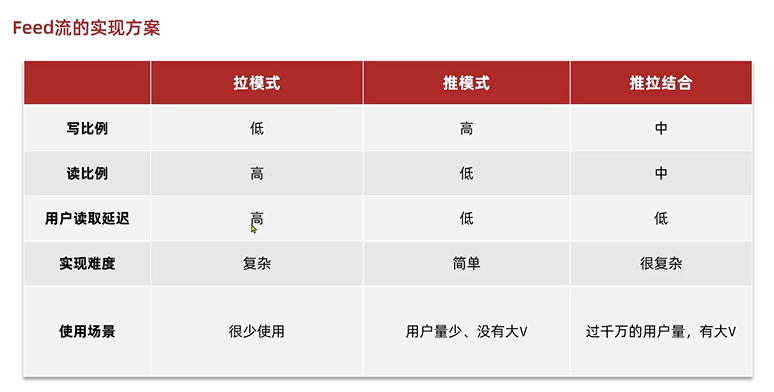 Feed流的实现方案
拉模式 推模式 推拉结合
写比例 低 高 中
读比例 高 低 中
用户读取延迟 高 低 低
实现难度 复杂 简单 很复杂
使用场景 很少使用 用户量少、没有大V 过千万的用户量，有大V